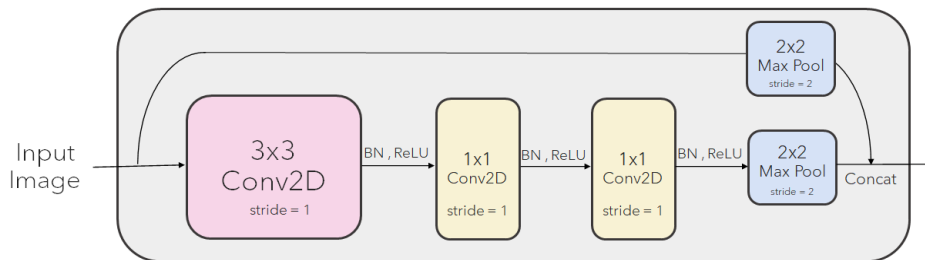 2x2
Max Pool
stride = 2
Input
Image
3x3
Conv2D
stride = 1
BN , ReLU
1x1
Conv2D
stride = 1
BN , ReLU
1x1
Conv2D
stride = 1
BN , ReLU
2x2
Max Pool
stride = 2
Concat